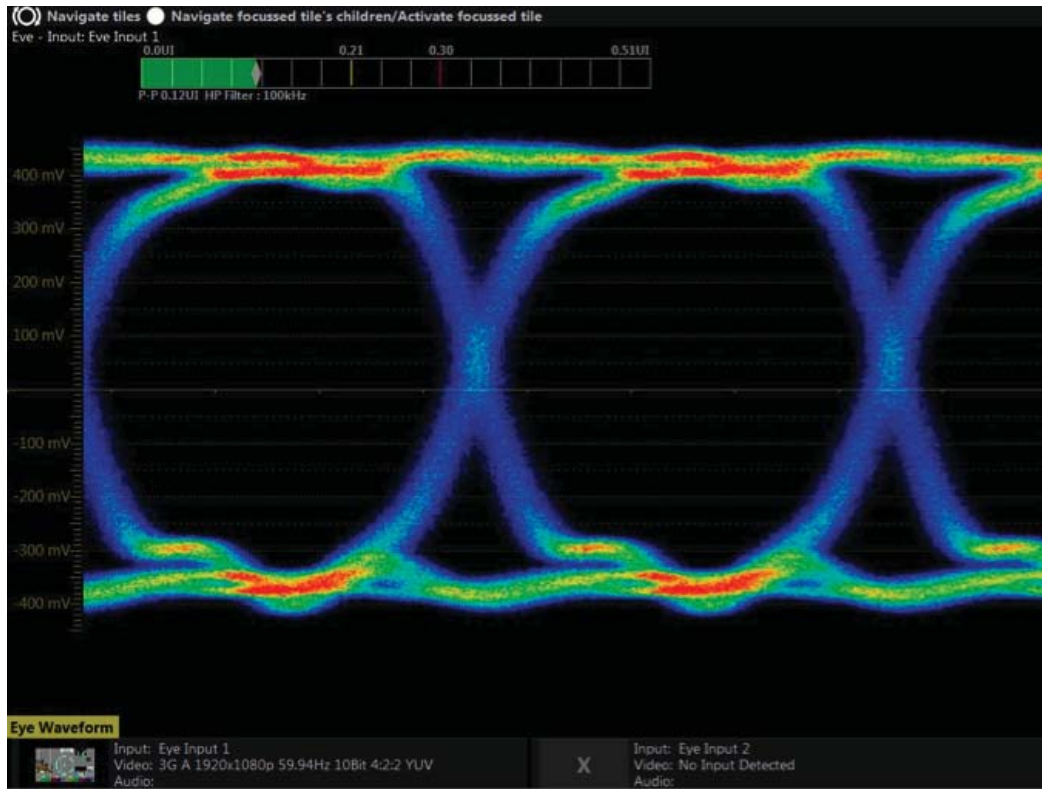 Navigate tiles Navigate focussed tile's children/Activate focussed tile
Eye - Input: Eye Input 1
0.0UI 0.21 0.30 0.51UI
P-P 0.12UI HP Filter : 100kHz
400 mV
300 mV
200 mV
100 mV
0
-100 mV
-200 mV
-300 mV
-400 mV
Eye Waveform
Input: Eye Input 1
Video: 3G A 1920x1080p 59.94Hz 10Bit 4:2:2 YUV
Audio:
X
Input: Eye Input 2
Video: No Input Detected
Audio: